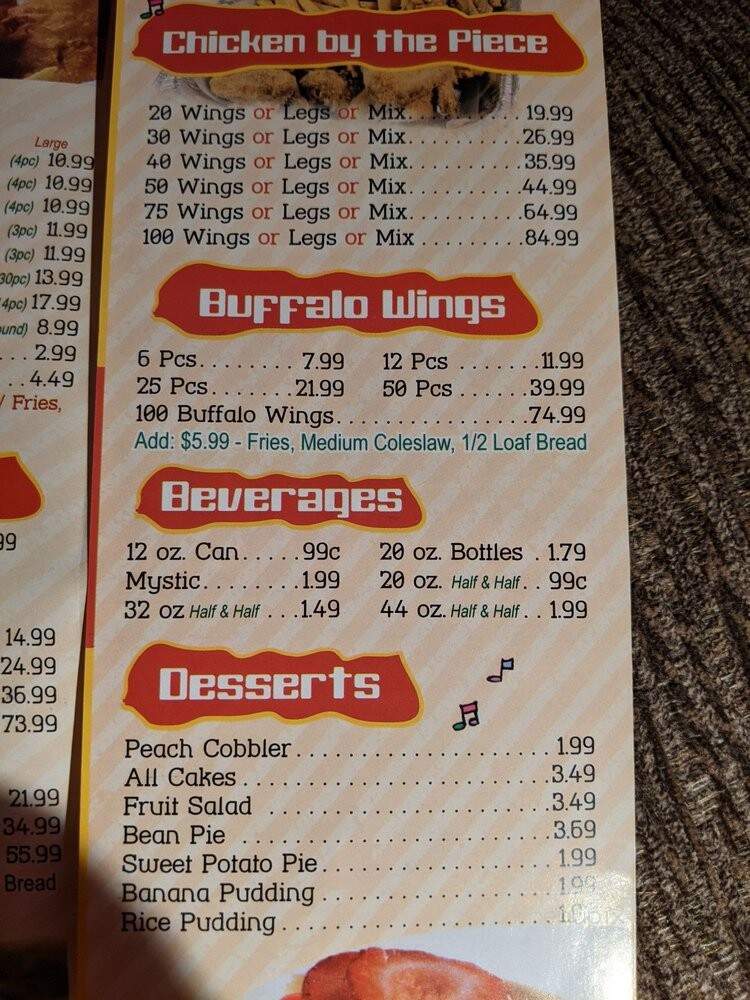 Large
(4pc) 10.99
(4pc) 10.99
(4pc) 10.99
(3pc) 11.99
(3pc) 11.99
30pc) 13.99
4pc) 17.99
ound) 8.99
. . . 2.99
. . 4.49
/ Fries,
99
14.99
24.99
36.99
73.99
21.99
34.99
55.99
Bread
Chicken by the Piece
20 Wings or Legs or Mix. . . . . . . . . . 19.99
30 Wings or Legs or Mix. . . . . . . . . .26.99
40 Wings or Legs or Mix. . . . . . . . . .35.99
50 Wings or Legs or Mix. . . . . . . . . .44.99
75 Wings or Legs or Mix. . . . . . . . . .64.99
100 Wings or Legs or Mix . . . . . . . . .84.99
Buffalo Wings
6 Pcs. . . . . . . . 7.99 12 Pcs . . . . . . .11.99
25 Pcs. . . . . . .21.99 50 Pcs . . . . . .39.99
100 Buffalo Wings. . . . . . . . . . . . . . . .74.99
Add: $5.99 - Fries, Medium Coleslaw, 1/2 Loaf Bread
Beverages
12 oz. Can. . . . . 99c 20 oz. Bottles . 1.79
Mystic. . . . . . . . 1.99 20 oz. Half & Half. . 99c
32 oz Half & Half . . .1.49 44 oz. Half & Half. . 1.99
Desserts
Peach Cobbler. . . . . . . . . . . . . . . . . . . . . 1.99
All Cakes . . . . . . . . . . . . . . . . . . . . . . . . .3.49
Fruit Salad . . . . . . . . . . . . . . . . . . . . . . .3.49
Bean Pie . . . . . . . . . . . . . . . . . . . . . . . . .3.69
Sweet Potato Pie. . . . . . . . . . . . . . . . . . . 1.99
Banana Pudding . . . . . . . . . . . . . . . . . . . 1.99
Rice Pudding. . . . . . . . . . . . . . . . . . . . . .